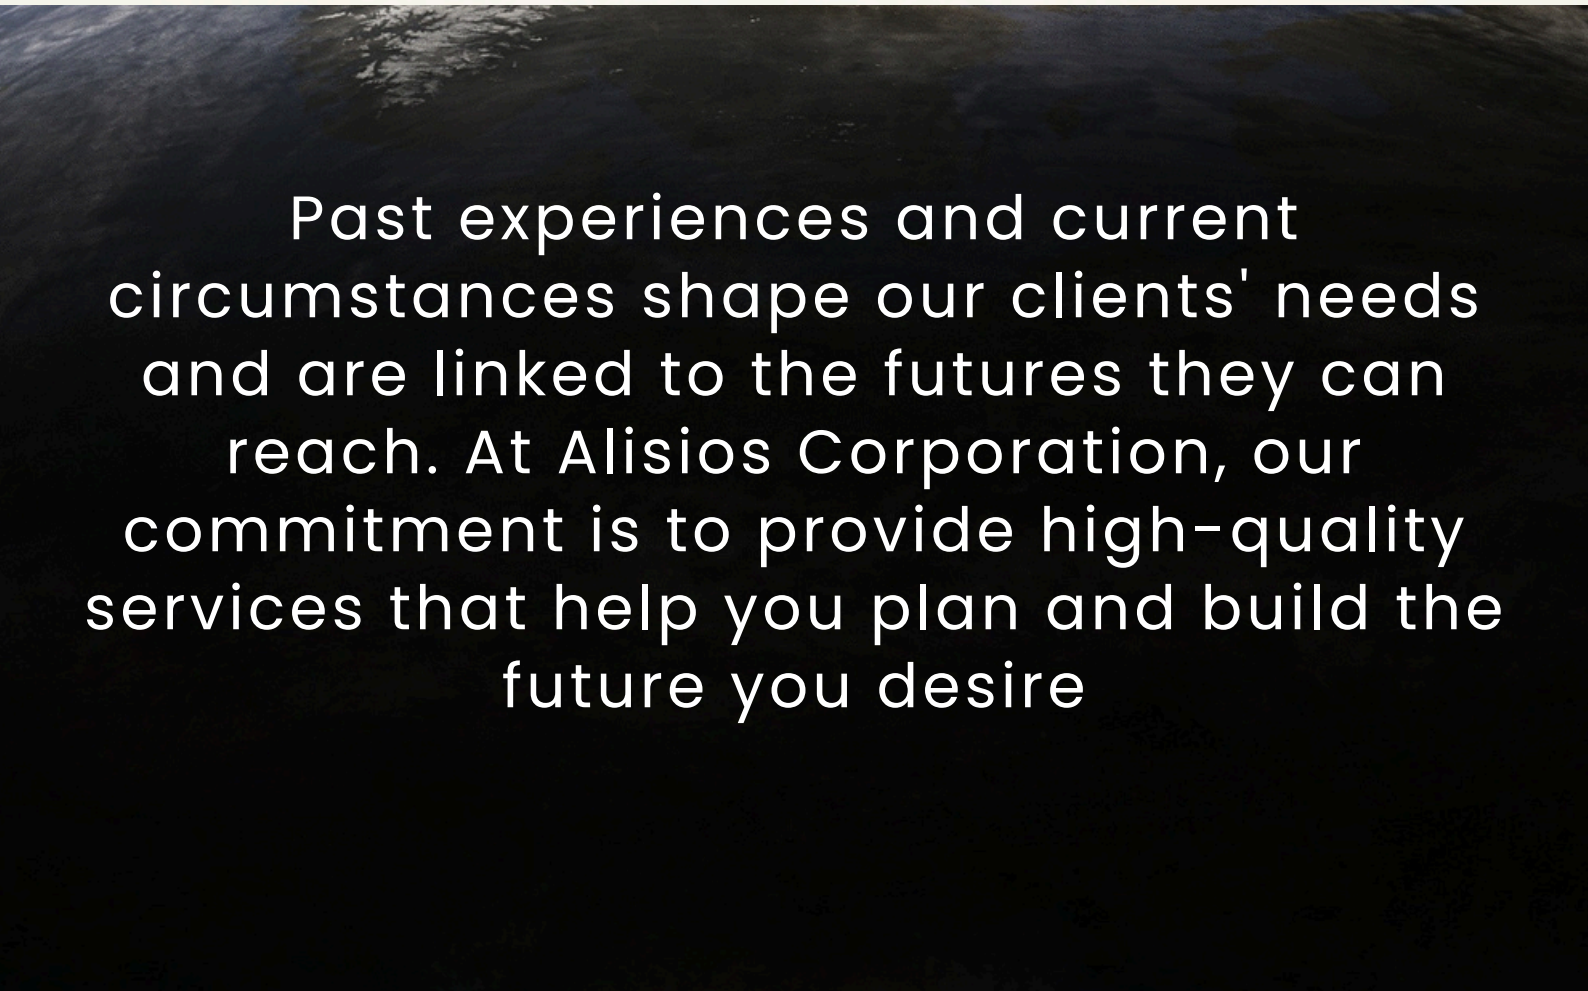 Past experiences and current
circumstances shape our clients' needs
and are linked to the futures they can
reach. At Alisios Corporation, our
commitment is to provide high-quality
services that help you plan and build the
future you desire